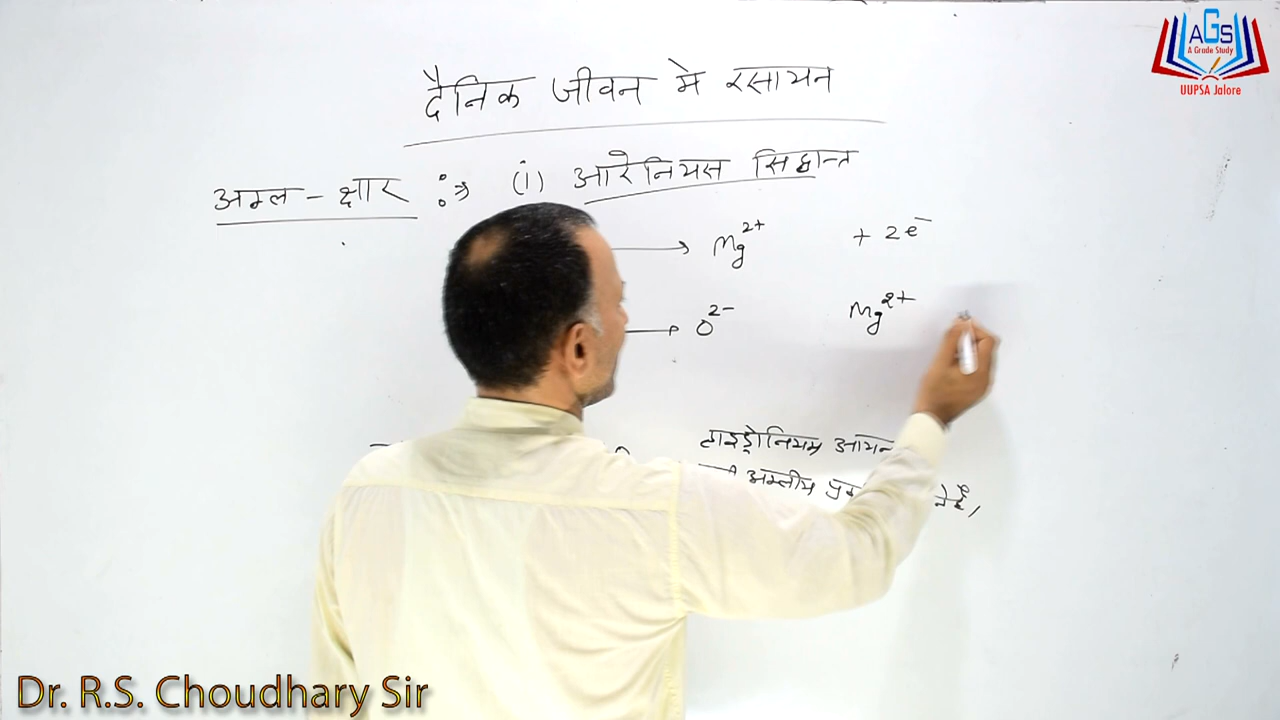 AGS
A Grade Study
UUPSA Jalore
दैनिक जीवन मे रसायन
अम्ल - क्षार :⇒ (i) आरेनियस सिद्धान्त
→ Mg²⁺ + 2e⁻
→ O²⁻ Mg²⁺
हाइड्रोनियम आयन
अम्लीय
Dr. R.S. Choudhary Sir